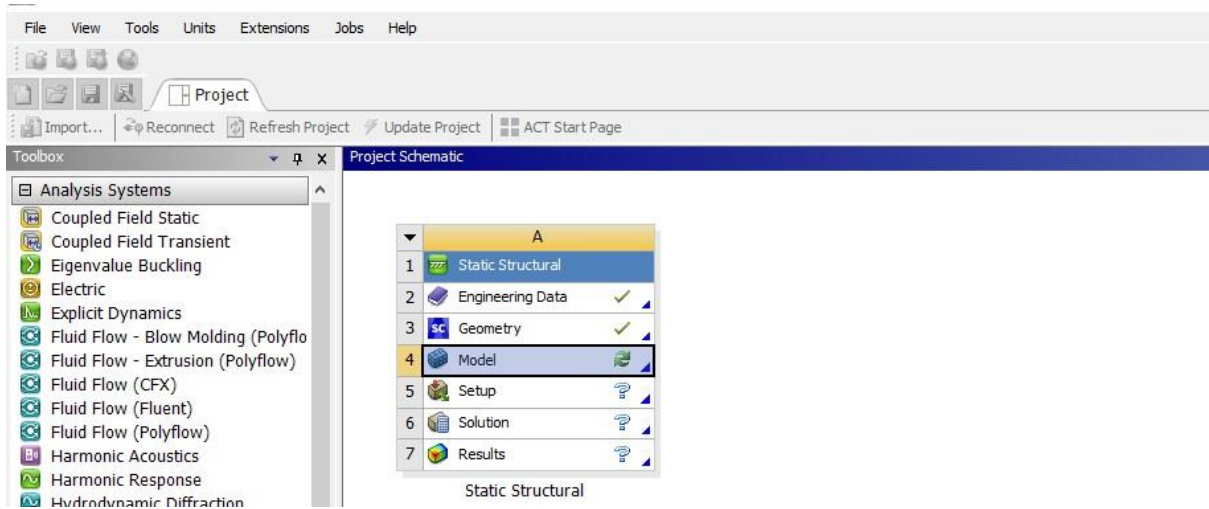 File View Tools Units Extensions Jobs Help
Project
Import... Reconnect Refresh Project Update Project ACT Start Page
Toolbox
Project Schematic
Analysis Systems
Coupled Field Static
Coupled Field Transient
Eigenvalue Buckling
Electric
Explicit Dynamics
Fluid Flow - Blow Molding (Polyflo
Fluid Flow - Extrusion (Polyflow)
Fluid Flow (CFX)
Fluid Flow (Fluent)
Fluid Flow (Polyflow)
Harmonic Acoustics
Harmonic Response
Hydrodynamic Diffraction
A
1 Static Structural
2 Engineering Data
3 SC Geometry
4 Model
5 Setup ?
6 Solution ?
7 Results ?
Static Structural